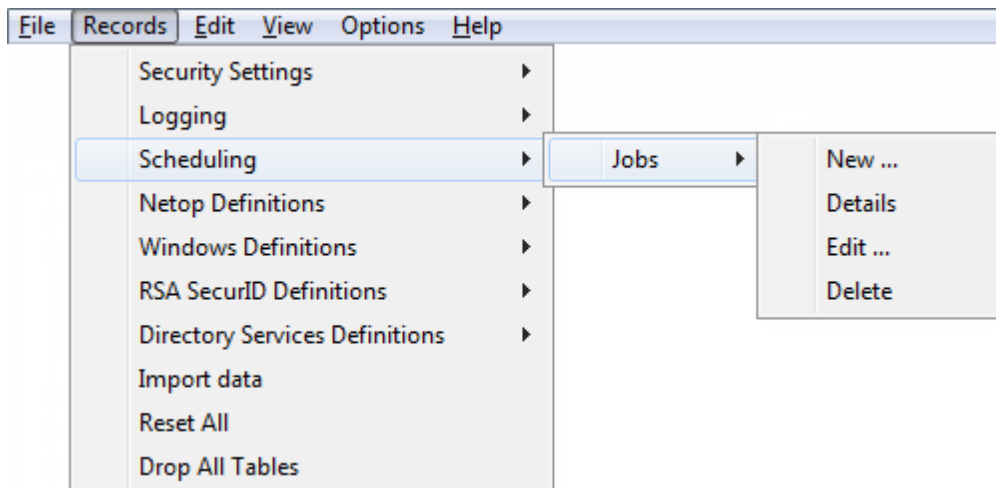 File Records Edit View Options Help
Security Settings
Logging
Scheduling
Netop Definitions
Windows Definitions
RSA SecurID Definitions
Directory Services Definitions
Import data
Reset All
Drop All Tables
Jobs
New ...
Details
Edit ...
Delete